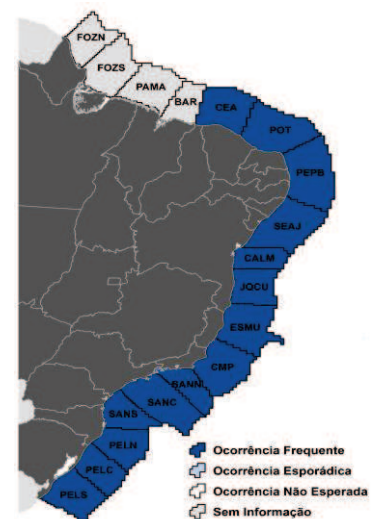 FOZN
FOZS
PAMA
BAR
CEA
POT
PEPB
SEAJ
CALM
JQCU
ESMU
CMP
SANN
SANC
SANS
PELN
PELC
PELS
Ocorrência Frequente
Ocorrência Esporádica
Ocorrência Não Esperada
Sem Informação